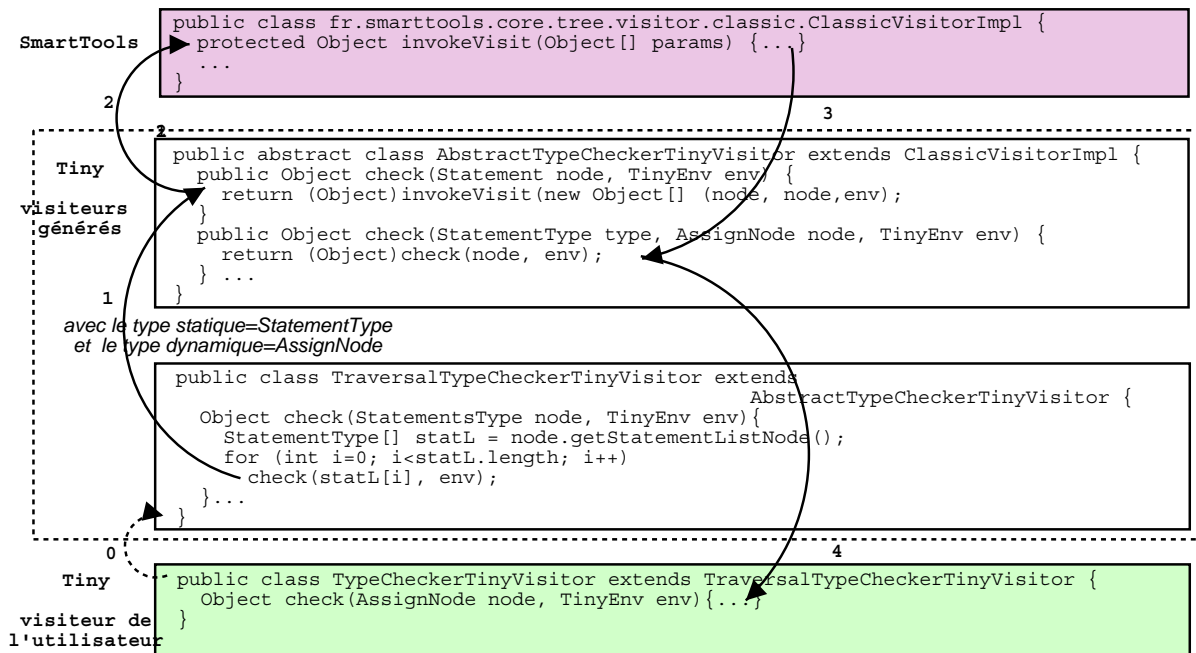 public class fr.smarttools.core.tree.visitor.classic.ClassicVisitorImpl {
SmartTools
protected Object invokeVisit(Object[] params) {...}
...
}
2
3
Tiny
visiteurs
générés
public abstract class AbstractTypeCheckerTinyVisitor extends ClassicVisitorImpl {
public Object check(Statement node, TinyEnv env) {
return (Object)invokeVisit(new Object[] (node, node,env);
}
public Object check(StatementType type, AssignNode node, TinyEnv env) {
return (Object)check(node, env);
} ...
}
1
avec le type statique=StatementType
et le type dynamique=AssignNode
public class TraversalTypeCheckerTinyVisitor extends
AbstractTypeCheckerTinyVisitor {
Object check(StatementsType node, TinyEnv env){
StatementType[] statL = node.getStatementListNode();
for (int i=0; i<statL.length; i++)
check(statL[i], env);
}...
}
0
4
Tiny
visiteur de
l'utilisateur
public class TypeCheckerTinyVisitor extends TraversalTypeCheckerTinyVisitor {
Object check(AssignNode node, TinyEnv env){...}
}